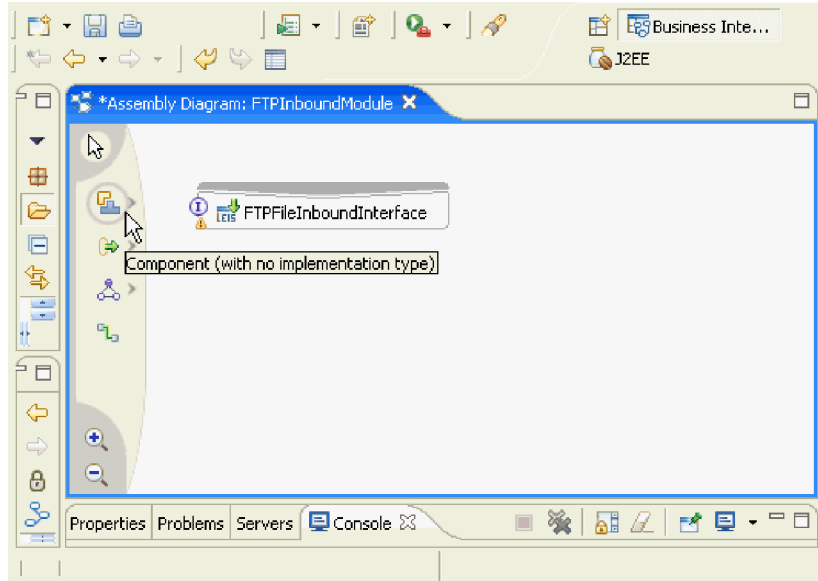 Business Inte...
J2EE
*Assembly Diagram: FTPInboundModule
I
EIS FTPFileInboundInterface
Component (with no implementation type)
Properties Problems Servers Console